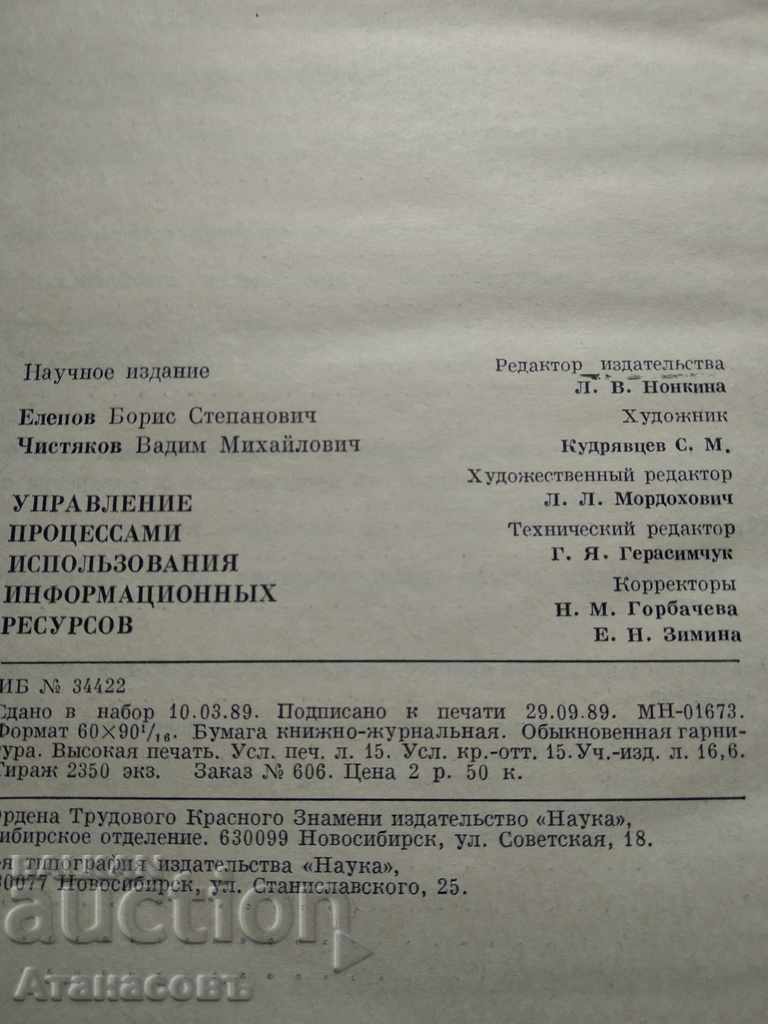 Научное издание
Еленов Борис Степанович
Чистяков Вадим Михайлович
УПРАВЛЕНИЕ
ПРОЦЕССАМИ
ИСПОЛЬЗОВАНИЯ
ИНФОРМАЦИОННЫХ
РЕСУРСОВ
Редактор издательства
Л. В. Нонкина
Художник
Кудрявцев С. М.
Художественный редактор
Л. Л. Мордохович
Технический редактор
Г. Я. Герасимчук
Корректоры
Н. М. Горбачева
Е. Н. Зимина
ИБ № 34422
Сдано в набор 10.03.89. Подписано к печати 29.09.89. МН-01673.
Формат 60×90¹/₁₆. Бумага книжно-журнальная. Обыкновенная гарни-
тура. Высокая печать. Усл. печ. л. 15. Усл. кр.-отт. 15. Уч.-изд. л. 16,6.
Тираж 2350 экз. Заказ № 606. Цена 2 р. 50 к.
Ордена Трудового Красного Знамени издательство «Наука»,
Сибирское отделение. 630099 Новосибирск, ул. Советская, 18.
я типография издательства «Наука»,
30077 Новосибирск, ул. Станиславского, 25.
auction
Атанасовъ